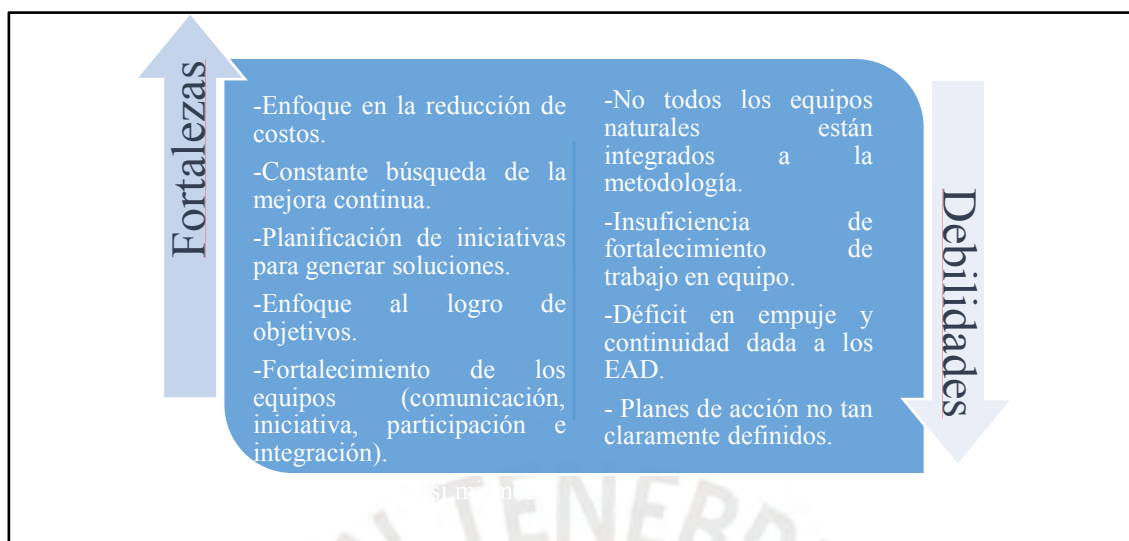 Fortalezas
-Enfoque en la reducción de
costos.
-Constante búsqueda de la
mejora continua.
-Planificación de iniciativas
para generar soluciones.
-Enfoque al logro de
objetivos.
-Fortalecimiento de los
equipos (comunicación,
iniciativa, participación e
integración).
-No todos los equipos
naturales están
integrados a la
metodología.
-Insuficiencia de
fortalecimiento de
trabajo en equipo.
-Déficit en empuje y
continuidad dada a los
EAD.
- Planes de acción no tan
claramente definidos.
Debilidades